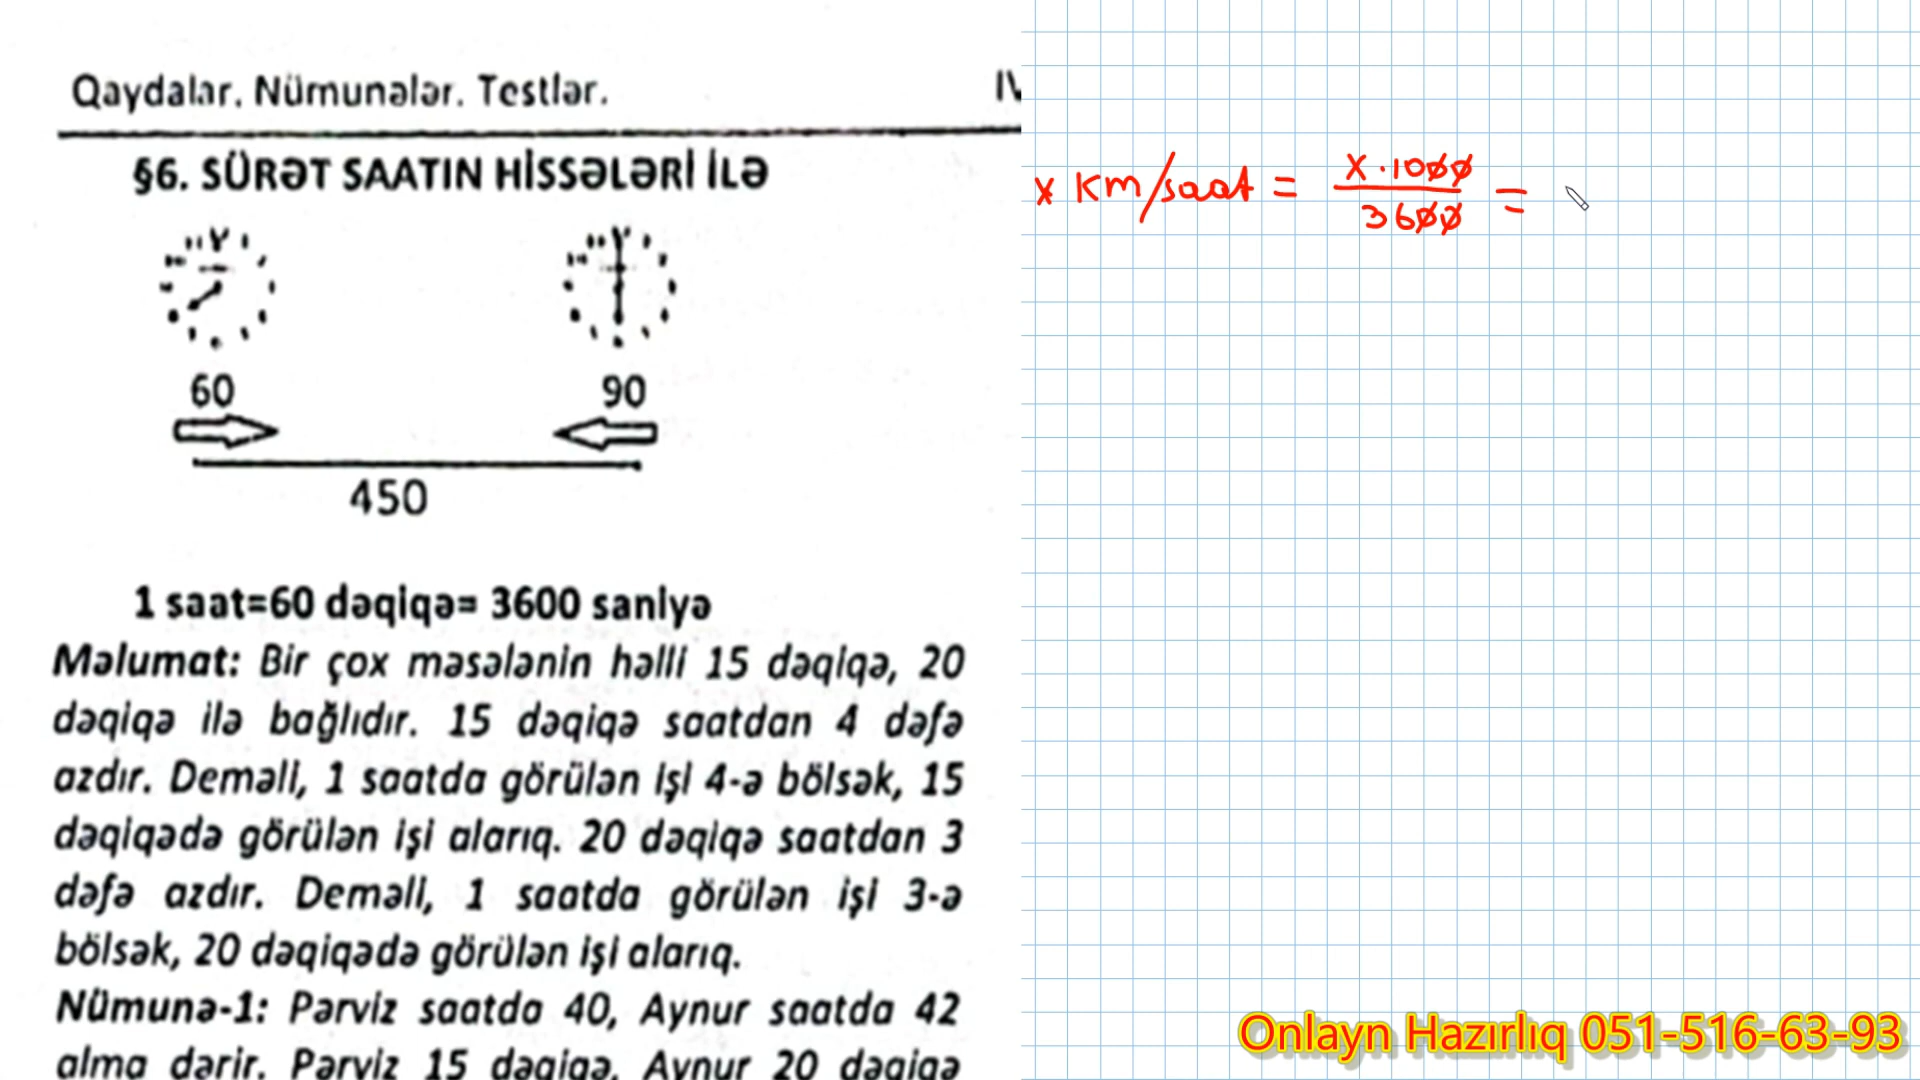 Qaydalar. Nümunələr. Testlər.
§6. SÜRƏT SAATIN HİSSƏLƏRİ İLƏ
60 90
450
1 saat=60 dəqiqə= 3600 saniyə
Məlumat: Bir çox məsələnin həlli 15 dəqiqə, 20
dəqiqə ilə bağlıdır. 15 dəqiqə saatdan 4 dəfə
azdır. Deməli, 1 saatda görülən işi 4-ə bölsək, 15
dəqiqədə görülən işi alarıq. 20 dəqiqə saatdan 3
dəfə azdır. Deməli, 1 saatda görülən işi 3-ə
bölsək, 20 dəqiqədə görülən işi alarıq.
Nümunə-1: Pərviz saatda 40, Aynur saatda 42
alma dərir. Pərviz 15 dəqiqə, Aynur 20 dəqiqə
x km/saat = x·1000/3600 =
Onlayn Hazırlıq 051-516-63-93